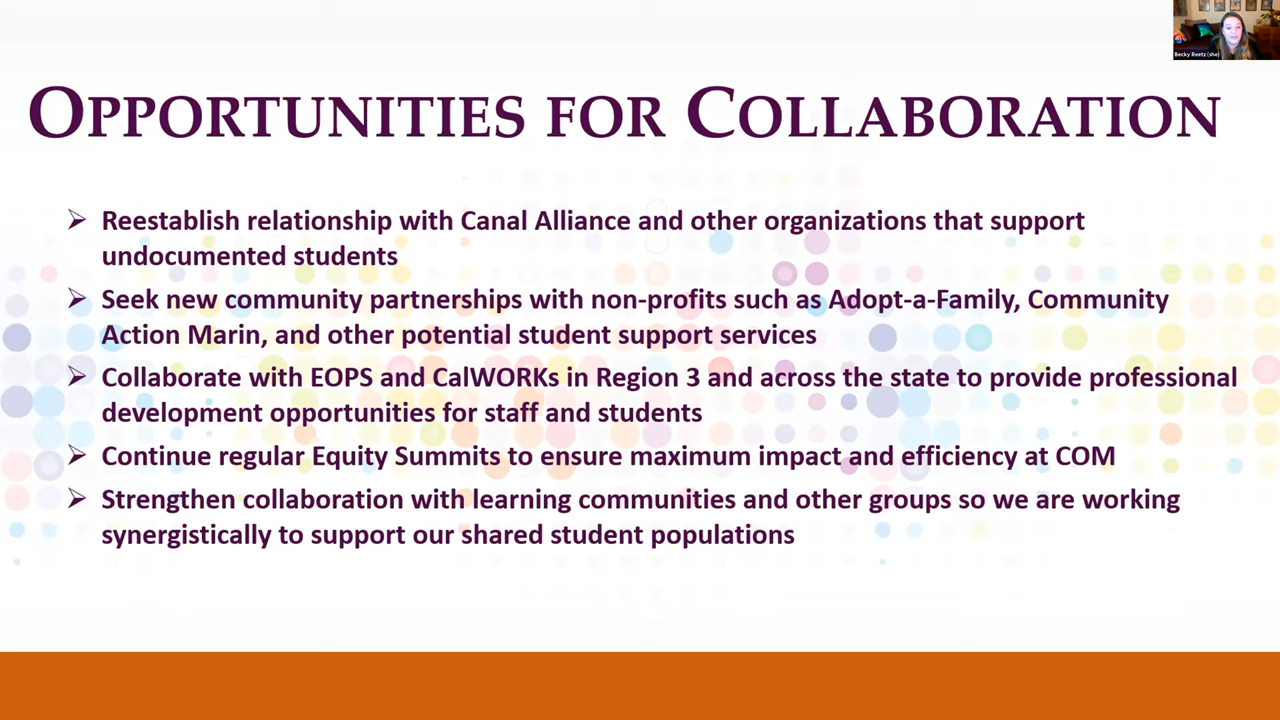 Becky Reetz (she)
OPPORTUNITIES FOR COLLABORATION
➢ Reestablish relationship with Canal Alliance and other organizations that support
undocumented students
➢ Seek new community partnerships with non-profits such as Adopt-a-Family, Community
Action Marin, and other potential student support services
➢ Collaborate with EOPS and CalWORKs in Region 3 and across the state to provide professional
development opportunities for staff and students
➢ Continue regular Equity Summits to ensure maximum impact and efficiency at COM
➢ Strengthen collaboration with learning communities and other groups so we are working
synergistically to support our shared student populations